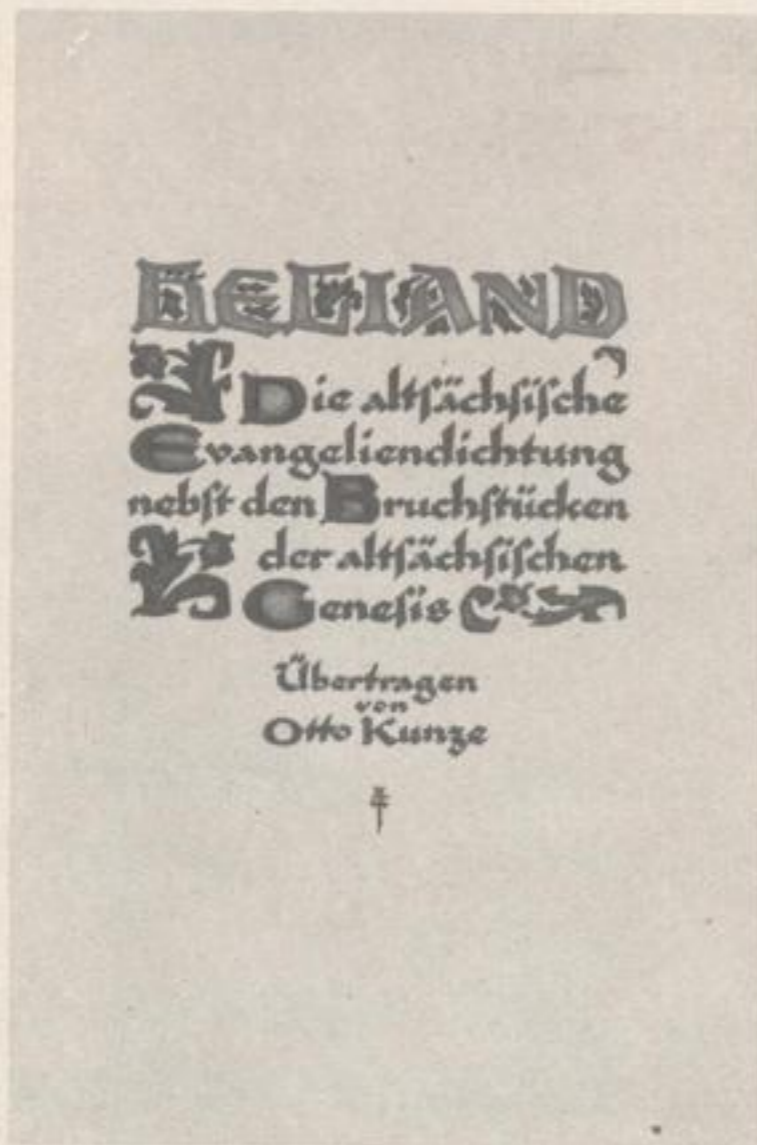 HELIAND
Die altſächſiſche
Evangeliendichtung
nebſt den Bruchſtücken
der altſächſiſchen
Geneſis
Übertragen
von
Otto Kunze